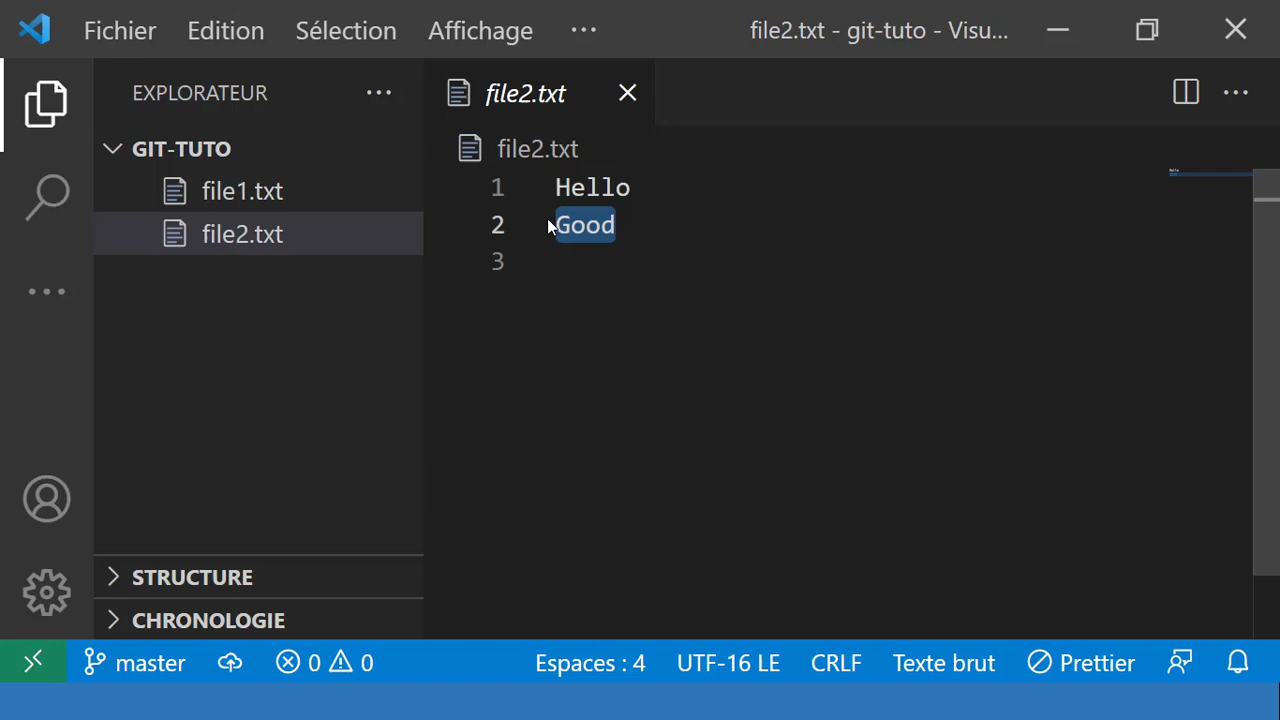 Fichier Edition Sélection Affichage ··· file2.txt - git-tuto - Visu...
EXPLORATEUR ···
file2.txt
GIT-TUTO
file1.txt
file2.txt
file2.txt
1 Hello
2 Good
3
STRUCTURE
CHRONOLOGIE
master 0 0 Espaces : 4 UTF-16 LE CRLF Texte brut Prettier